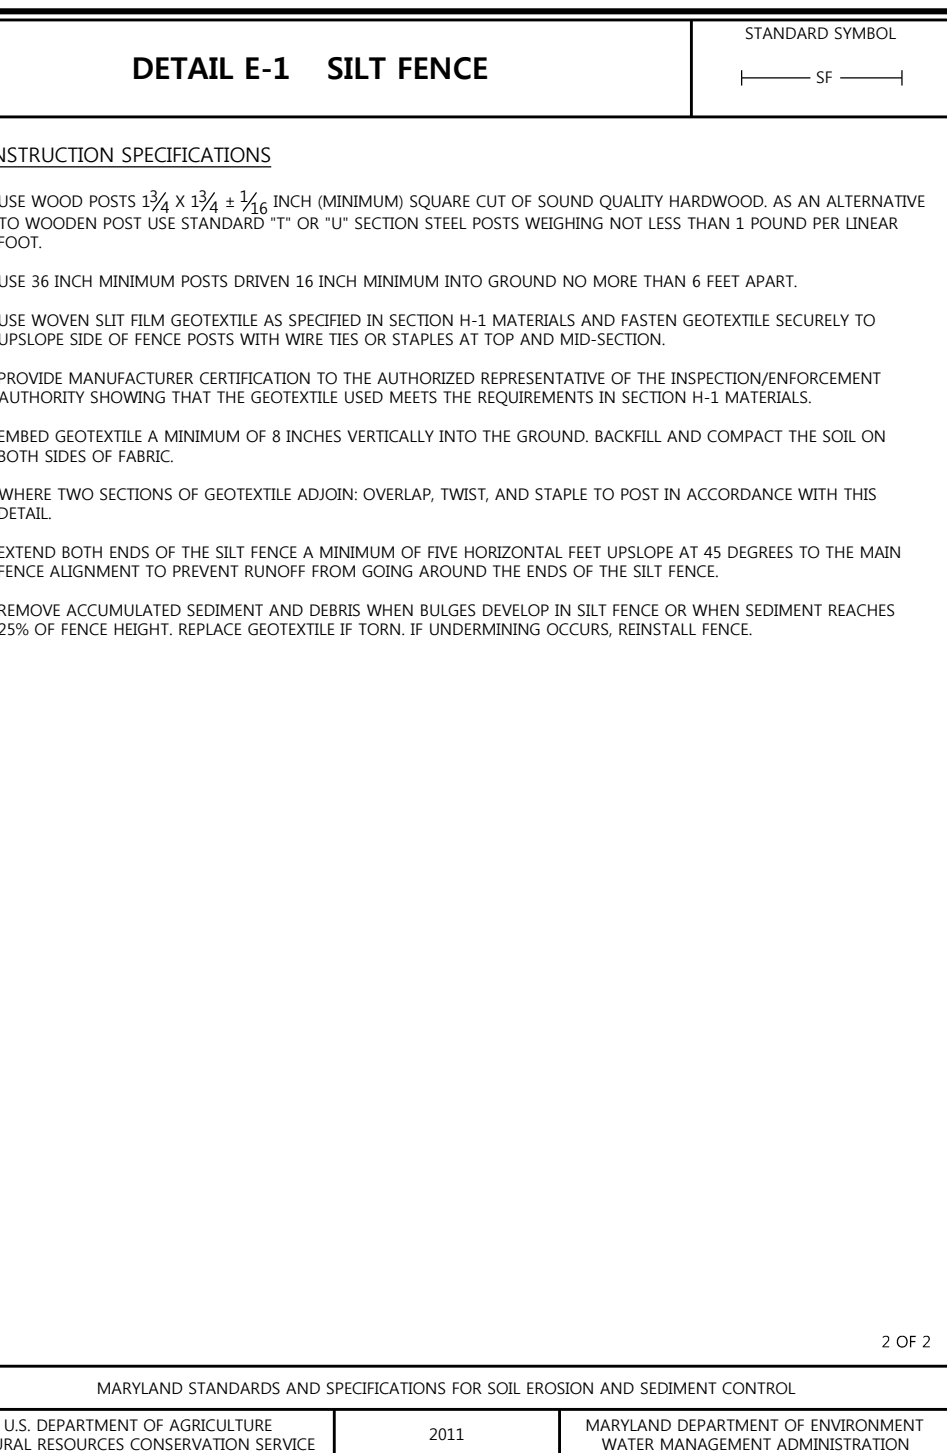 DETAIL E-1 SILT FENCE
STANDARD SYMBOL
SF
NSTRUCTION SPECIFICATIONS
USE WOOD POSTS 1 3/4 X 1 3/4 ± 1/16 INCH (MINIMUM) SQUARE CUT OF SOUND QUALITY HARDWOOD. AS AN ALTERNATIVE
TO WOODEN POST USE STANDARD "T" OR "U" SECTION STEEL POSTS WEIGHING NOT LESS THAN 1 POUND PER LINEAR
FOOT.
USE 36 INCH MINIMUM POSTS DRIVEN 16 INCH MINIMUM INTO GROUND NO MORE THAN 6 FEET APART.
USE WOVEN SLIT FILM GEOTEXTILE AS SPECIFIED IN SECTION H-1 MATERIALS AND FASTEN GEOTEXTILE SECURELY TO
UPSLOPE SIDE OF FENCE POSTS WITH WIRE TIES OR STAPLES AT TOP AND MID-SECTION.
PROVIDE MANUFACTURER CERTIFICATION TO THE AUTHORIZED REPRESENTATIVE OF THE INSPECTION/ENFORCEMENT
AUTHORITY SHOWING THAT THE GEOTEXTILE USED MEETS THE REQUIREMENTS IN SECTION H-1 MATERIALS.
EMBED GEOTEXTILE A MINIMUM OF 8 INCHES VERTICALLY INTO THE GROUND. BACKFILL AND COMPACT THE SOIL ON
BOTH SIDES OF FABRIC.
WHERE TWO SECTIONS OF GEOTEXTILE ADJOIN: OVERLAP, TWIST, AND STAPLE TO POST IN ACCORDANCE WITH THIS
DETAIL.
EXTEND BOTH ENDS OF THE SILT FENCE A MINIMUM OF FIVE HORIZONTAL FEET UPSLOPE AT 45 DEGREES TO THE MAIN
FENCE ALIGNMENT TO PREVENT RUNOFF FROM GOING AROUND THE ENDS OF THE SILT FENCE.
REMOVE ACCUMULATED SEDIMENT AND DEBRIS WHEN BULGES DEVELOP IN SILT FENCE OR WHEN SEDIMENT REACHES
25% OF FENCE HEIGHT. REPLACE GEOTEXTILE IF TORN. IF UNDERMINING OCCURS, REINSTALL FENCE.
2 OF 2
MARYLAND STANDARDS AND SPECIFICATIONS FOR SOIL EROSION AND SEDIMENT CONTROL
U.S. DEPARTMENT OF AGRICULTURE
URAL RESOURCES CONSERVATION SERVICE
2011
MARYLAND DEPARTMENT OF ENVIRONMENT
WATER MANAGEMENT ADMINISTRATION